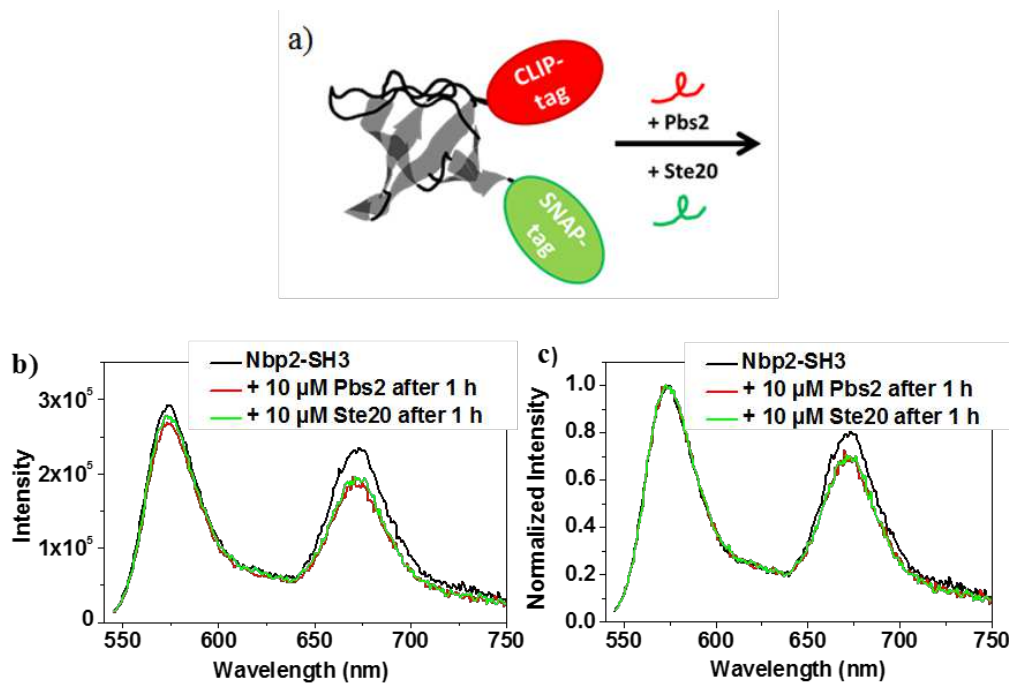 a)
CLIP-
tag
+ Pbs2
+ Ste20
SNAP-
tag
b)
Nbp2-SH3
+ 10 µM Pbs2 after 1 h
+ 10 µM Ste20 after 1 h
3x10⁵
2x10⁵
1x10⁵
0
Intensity
550 600 650 700 750
Wavelength (nm)
c)
Nbp2-SH3
+ 10 µM Pbs2 after 1 h
+ 10 µM Ste20 after 1 h
1.0
0.8
0.6
0.4
0.2
0.0
Normalized Intensity
550 600 650 700 750
Wavelength (nm)